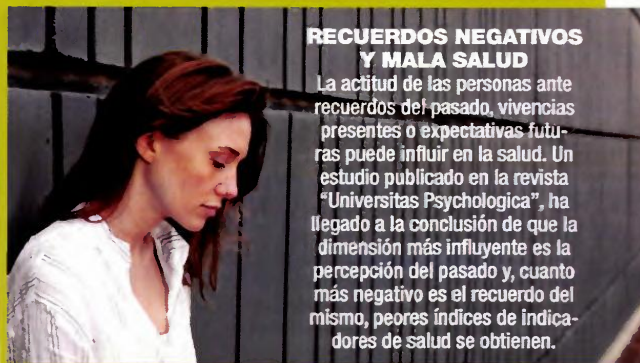 RECUERDOS NEGATIVOS
Y MALA SALUD
La actitud de las personas ante
recuerdos del pasado, vivencias
presentes o expectativas futu-
ras puede influir en la salud. Un
estudio publicado en la revista
“Universitas Psychologica”, ha
llegado a la conclusión de que la
dimensión más influyente es la
percepción del pasado y, cuanto
más negativo es el recuerdo del
mismo, peores índices de indica-
dores de salud se obtienen.